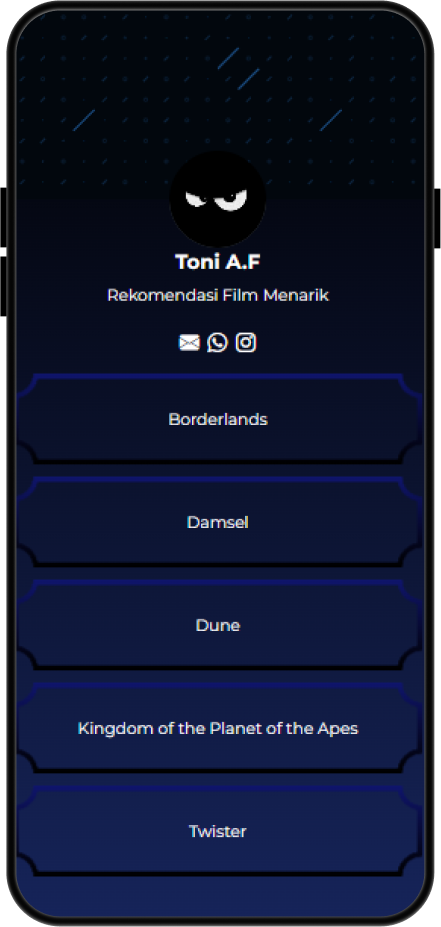 Toni A.F
Rekomendasi Film Menarik
Borderlands
Damsel
Dune
Kingdom of the Planet of the Apes
Twister